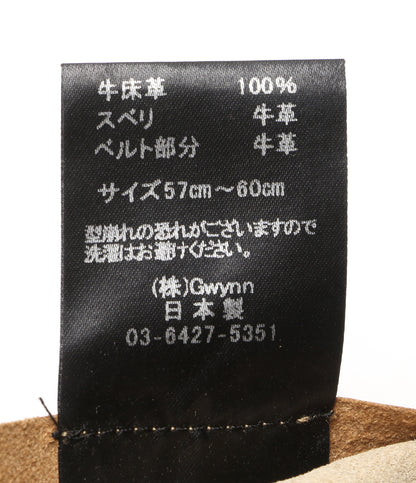 牛床革 100%
スベリ 牛革
ベルト部分 牛革
サイズ57cm～60cm
型崩れの恐れがございますので
洗濯はお避けください。
(株)Gwynn
日本製
03-6427-5351